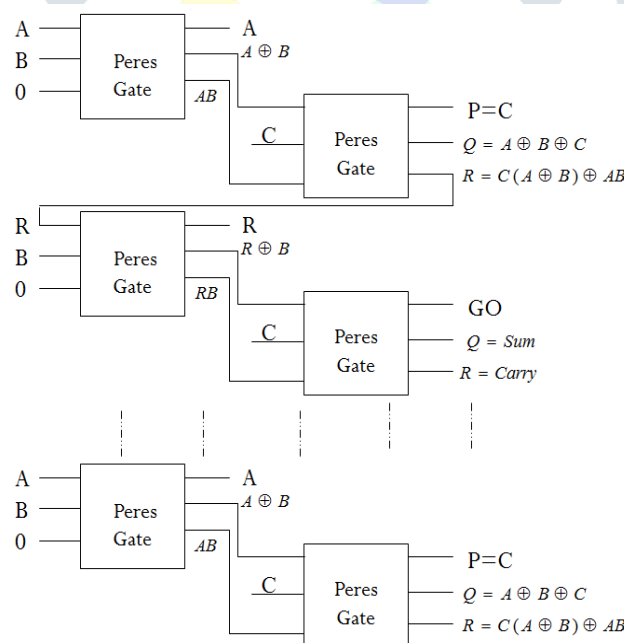 A
A
B
A ⊕ B
Peres
Gate
0
AB
P=C
C
Peres
Gate
Q = A ⊕ B ⊕ C
R = C(A ⊕ B) ⊕ AB
R
R
B
R ⊕ B
Peres
Gate
0
RB
GO
C
Peres
Gate
Q = Sum
R = Carry
A
A
B
A ⊕ B
Peres
Gate
0
AB
P=C
C
Peres
Gate
Q = A ⊕ B ⊕ C
R = C(A ⊕ B) ⊕ AB